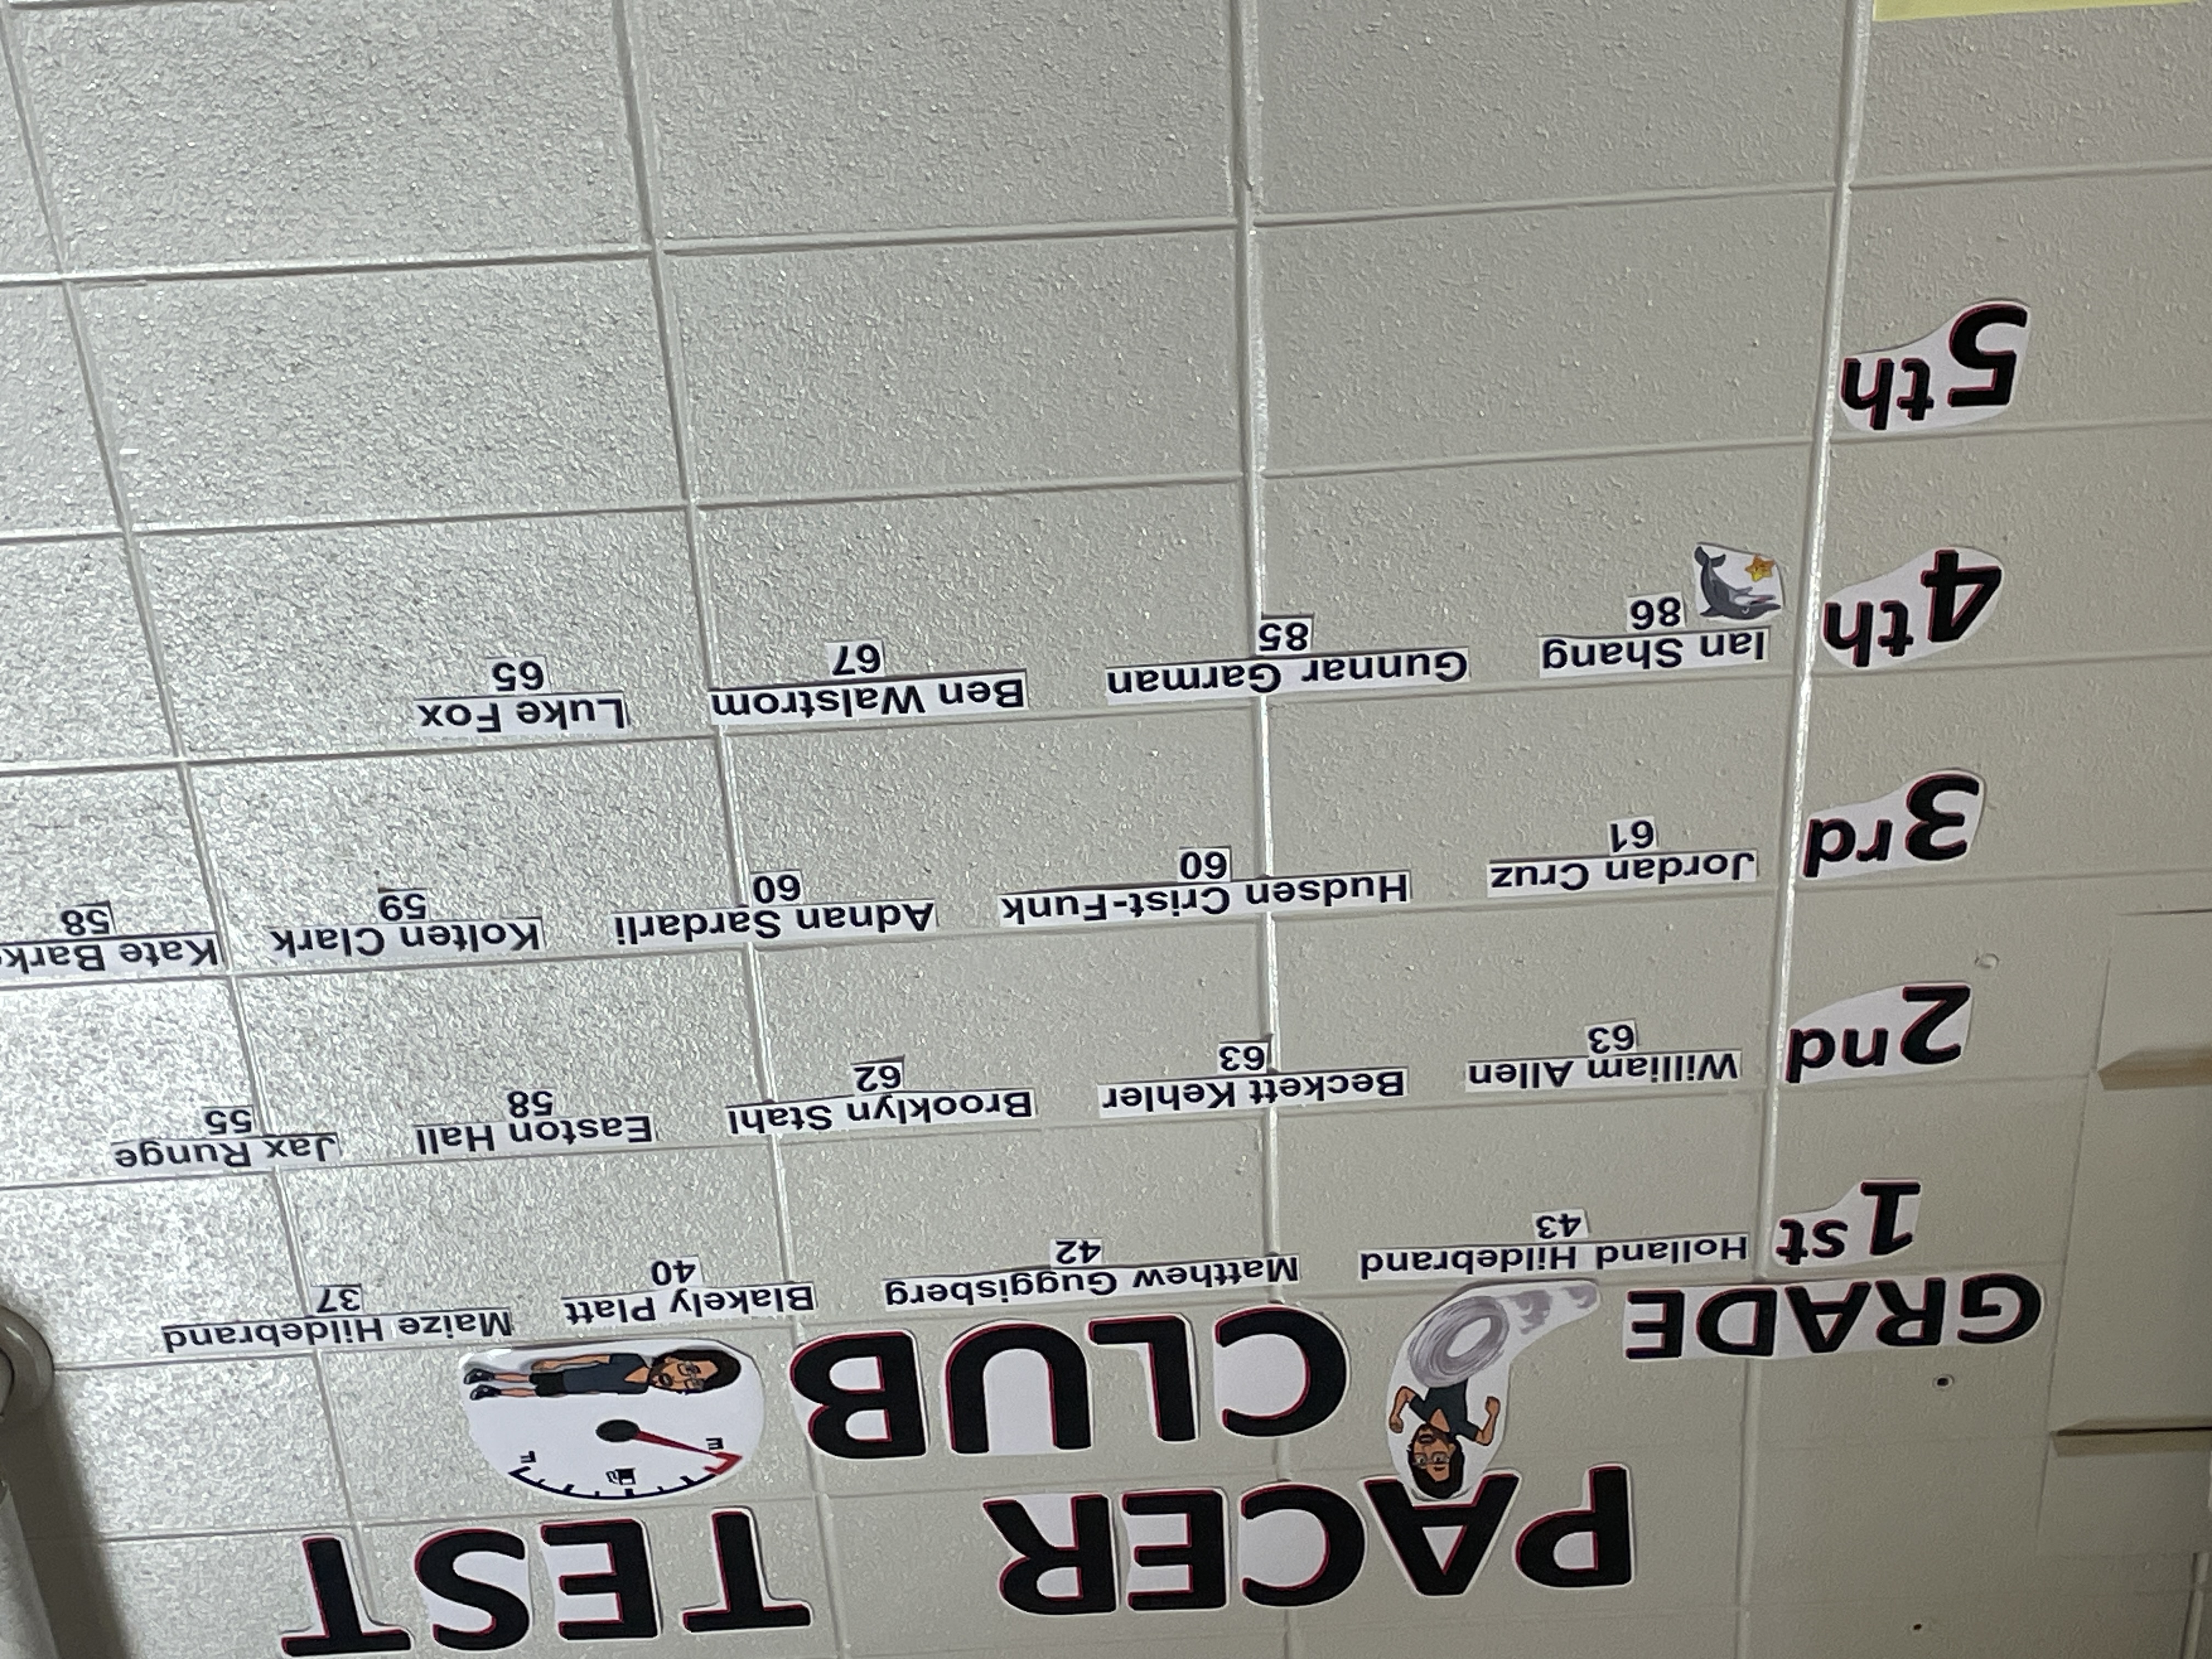 PACER TEST
CLUB
E F
GRADE
1st
Holland Hildebrand Matthew Guggisberg Blakely Platt Maize Hildebrand
43 42 40 37
2nd
William Allen Beckett Kehler Brooklyn Stahl Easton Hall Jax Runge
63 63 62 58 55
3rd
Jordan Cruz Hudsen Crist-Funk Adnan Sardarli Kolten Clark Kate
61 60 60 59 58
4th
Ian Shang Gunnar Garman Ben Walstrom Luke Fox
86 85 67 65
5th